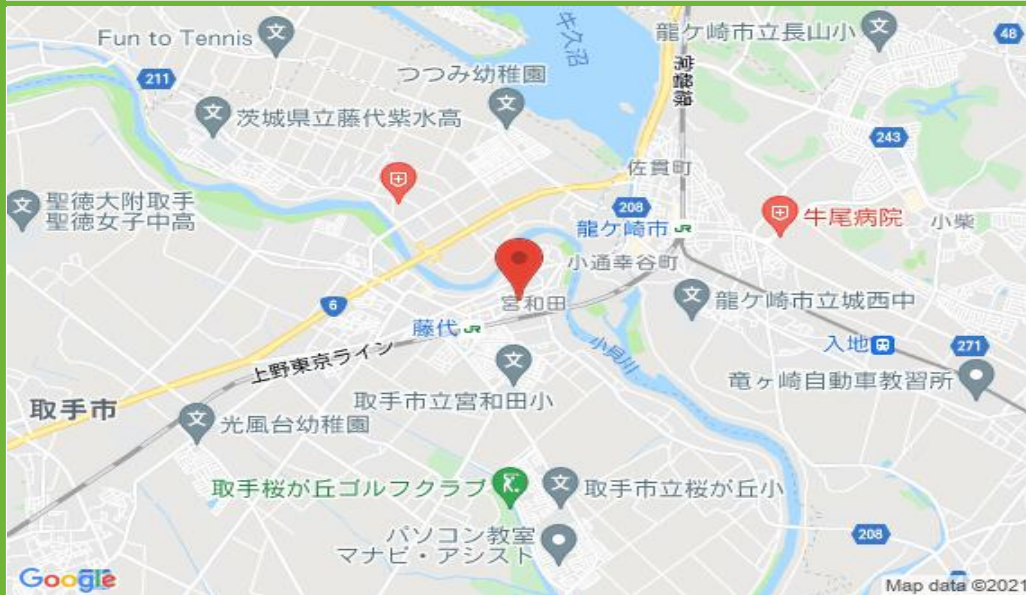 Fun to Tennis
牛久沼
龍ケ崎市立長山小
48
211
つつみ幼稚園
常磐線
茨城県立藤代紫水高
243
佐貫町
聖徳大附取手
聖徳女子中高
208
牛尾病院
小柴
龍ケ崎市 JR
小通幸谷町
宮和田
6
龍ケ崎市立城西中
藤代 JR
小貝川
入地
271
上野東京ライン
竜ヶ崎自動車教習所
取手市立宮和田小
取手市
光風台幼稚園
取手桜が丘ゴルフクラブ
取手市立桜が丘小
パソコン教室
マナビ・アシスト
208
Google
Map data ©2021